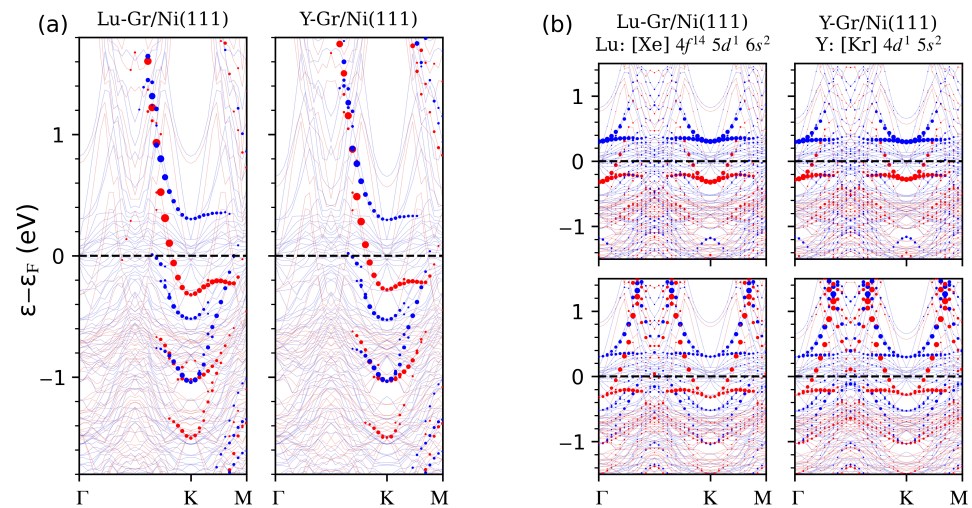 (a)
Lu-Gr/Ni(111)
Y-Gr/Ni(111)
ε−ε_F (eV)
1
0
−1
Γ
K
M
Γ
K
M
(b)
Lu-Gr/Ni(111)
Lu: [Xe] 4f¹⁴ 5d¹ 6s²
Y-Gr/Ni(111)
Y: [Kr] 4d¹ 5s²
1
0
−1
1
0
−1
Γ
K
M
Γ
K
M